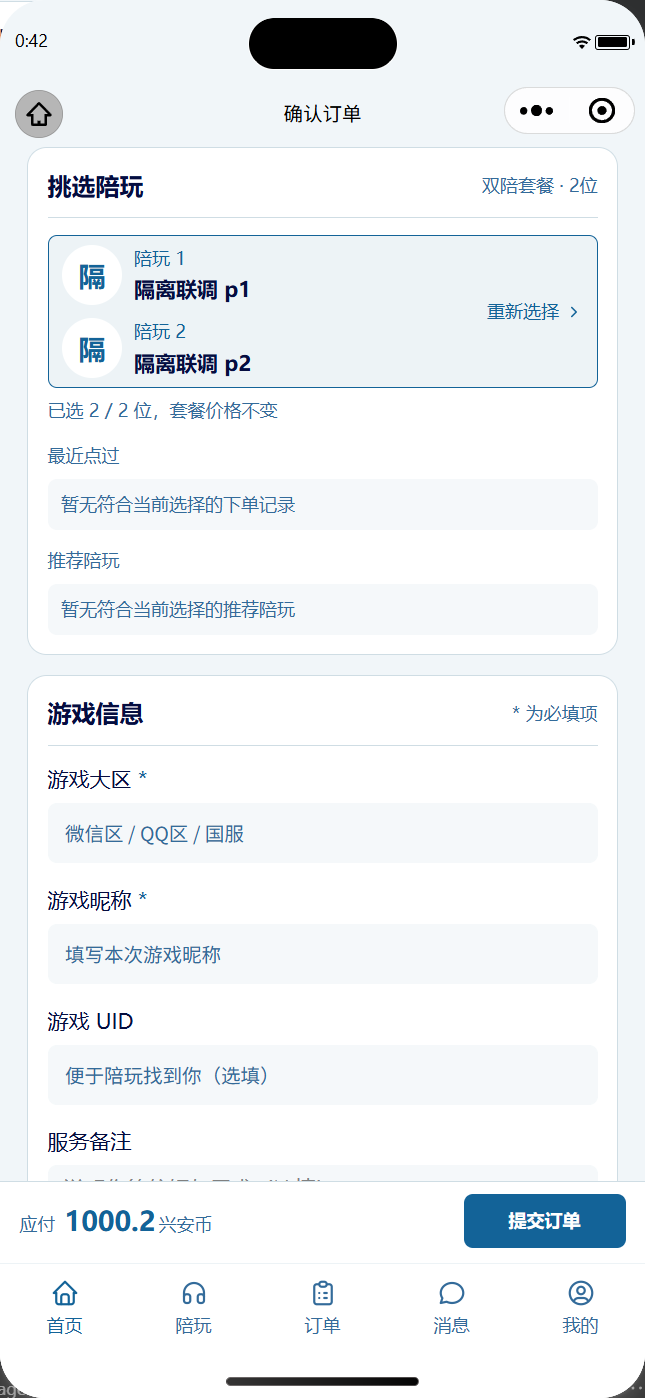 0:42
确认订单
挑选陪玩
双陪套餐 · 2位
隔
陪玩 1
隔离联调 p1
隔
陪玩 2
隔离联调 p2
重新选择
已选 2 / 2 位，套餐价格不变
最近点过
暂无符合当前选择的下单记录
推荐陪玩
暂无符合当前选择的推荐陪玩
游戏信息
* 为必填项
游戏大区 *
微信区 / QQ区 / 国服
游戏昵称 *
填写本次游戏昵称
游戏 UID
便于陪玩找到你（选填）
服务备注
应付 1000.2 兴安币
提交订单
首页
陪玩
订单
消息
我的